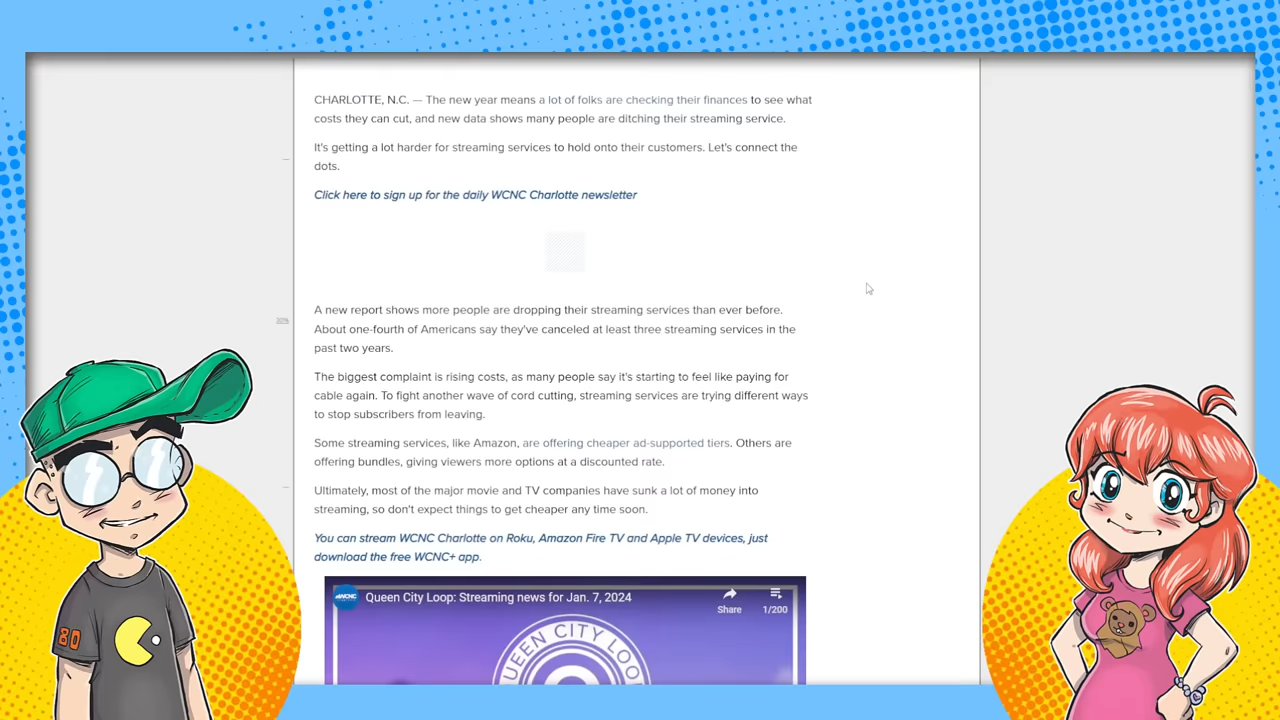 CHARLOTTE, N.C. — The new year means a lot of folks are checking their finances to see what
costs they can cut, and new data shows many people are ditching their streaming service.
It's getting a lot harder for streaming services to hold onto their customers. Let's connect the
dots.
Click here to sign up for the daily WCNC Charlotte newsletter
A new report shows more people are dropping their streaming services than ever before.
About one-fourth of Americans say they've canceled at least three streaming services in the
past two years.
The biggest complaint is rising costs, as many people say it's starting to feel like paying for
cable again. To fight another wave of cord cutting, streaming services are trying different ways
to stop subscribers from leaving.
Some streaming services, like Amazon, are offering cheaper ad-supported tiers. Others are
offering bundles, giving viewers more options at a discounted rate.
Ultimately, most of the major movie and TV companies have sunk a lot of money into
streaming, so don't expect things to get cheaper any time soon.
You can stream WCNC Charlotte on Roku, Amazon Fire TV and Apple TV devices, just
download the free WCNC+ app.
WCNC
Queen City Loop: Streaming news for Jan. 7, 2024
Share
1/200
QUEEN CITY LOOP
80